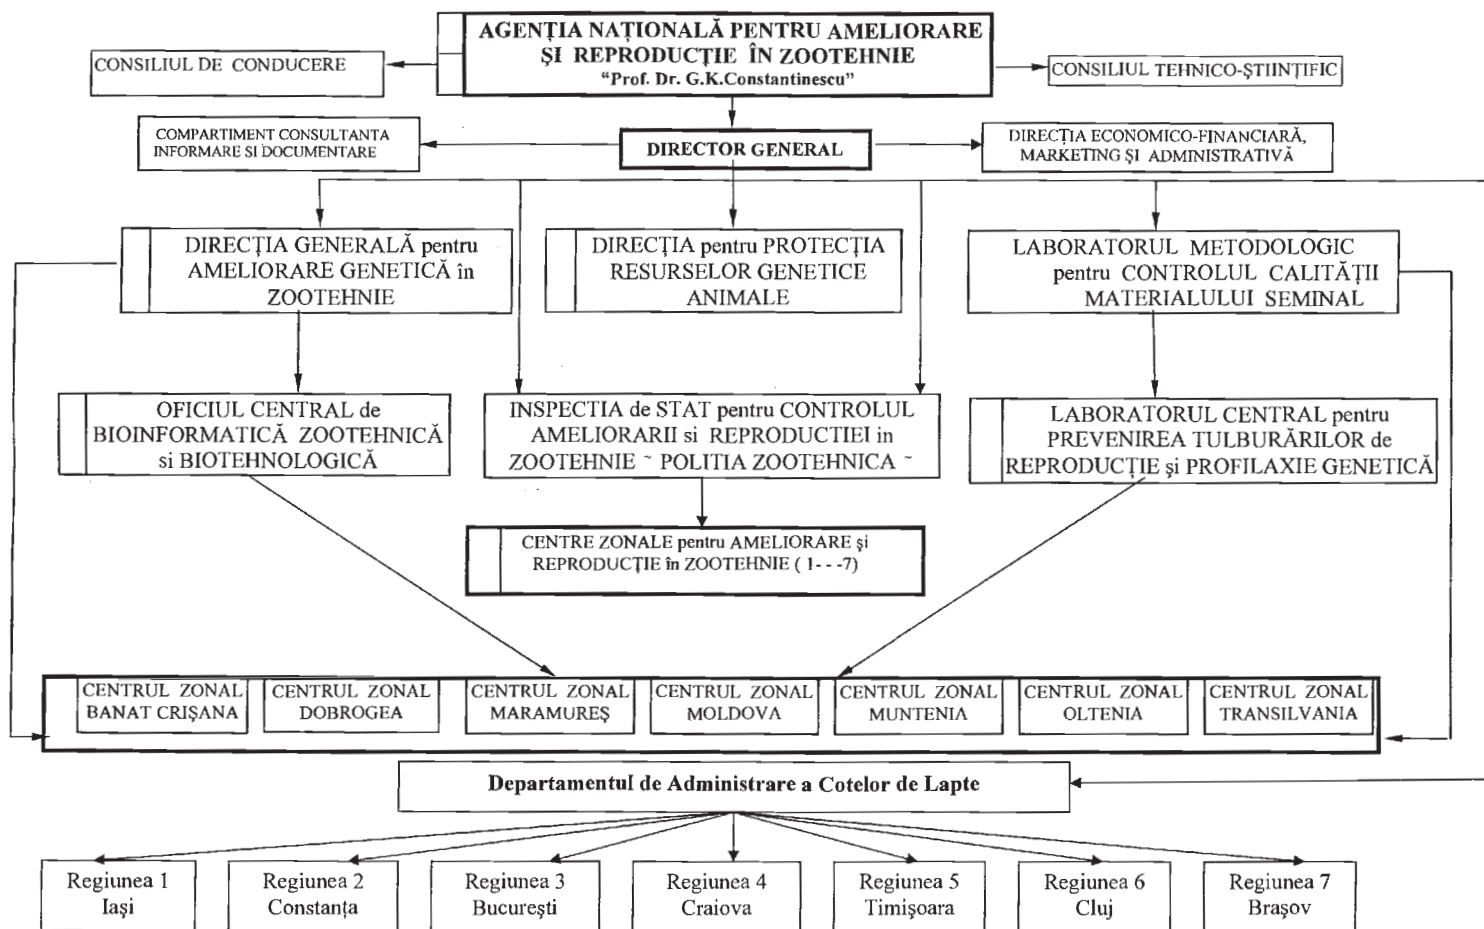 AGENȚIA NAȚIONALĂ PENTRU AMELIORARE
ȘI REPRODUCȚIE ÎN ZOOTEHNIE
“Prof. Dr. G.K.Constantinescu”
CONSILIUL DE CONDUCERE
CONSILIUL TEHNICO-ȘTIINȚIFIC
COMPARTIMENT CONSULTANTA
INFORMARE SI DOCUMENTARE
DIRECTOR GENERAL
DIRECȚIA ECONOMICO-FINANCIARĂ,
MARKETING ȘI ADMINISTRATIVĂ
DIRECȚIA GENERALĂ pentru
AMELIORARE GENETICĂ în
ZOOTEHNIE
DIRECȚIA pentru PROTECȚIA
RESURSELOR GENETICE
ANIMALE
LABORATORUL METODOLOGIC
pentru CONTROLUL CALITĂȚII
MATERIALULUI SEMINAL
OFICIUL CENTRAL de
BIOINFORMATICĂ ZOOTEHNICĂ
si BIOTEHNOLOGICĂ
INSPECTIA de STAT pentru CONTROLUL
AMELIORARII si REPRODUCTIEI in
ZOOTEHNIE ~ POLITIA ZOOTEHNICA ~
LABORATORUL CENTRAL pentru
PREVENIREA TULBURĂRILOR de
REPRODUCȚIE și PROFILAXIE GENETICĂ
CENTRE ZONALE pentru AMELIORARE și
REPRODUCȚIE în ZOOTEHNIE ( 1- - -7)
CENTRUL ZONAL
BANAT CRIȘANA
CENTRUL ZONAL
DOBROGEA
CENTRUL ZONAL
MARAMUREȘ
CENTRUL ZONAL
MOLDOVA
CENTRUL ZONAL
MUNTENIA
CENTRUL ZONAL
OLTENIA
CENTRUL ZONAL
TRANSILVANIA
Departamentul de Administrare a Cotelor de Lapte
Regiunea 1
Iași
Regiunea 2
Constanța
Regiunea 3
București
Regiunea 4
Craiova
Regiunea 5
Timișoara
Regiunea 6
Cluj
Regiunea 7
Brașov